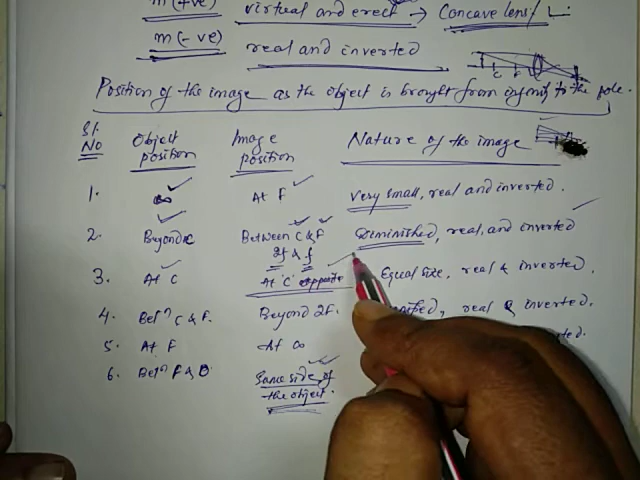 m(+ve) virtual and erect → Concave lens/
m(-ve) real and inverted
Position of the image as the object is brought from infinity to the pole.
Sl. No Object position Image position Nature of the image
1. ∞ At F Very small, real and inverted.
2. Beyond C Between C & F Diminished, real, and inverted
2f & f
3. At C At 'C' opposite Equal size, real & inverted,
4. Betⁿ C & F. Beyond 2F. real & inverted.
5. At F At ∞
6. Betⁿ F & O Same side of
the object.